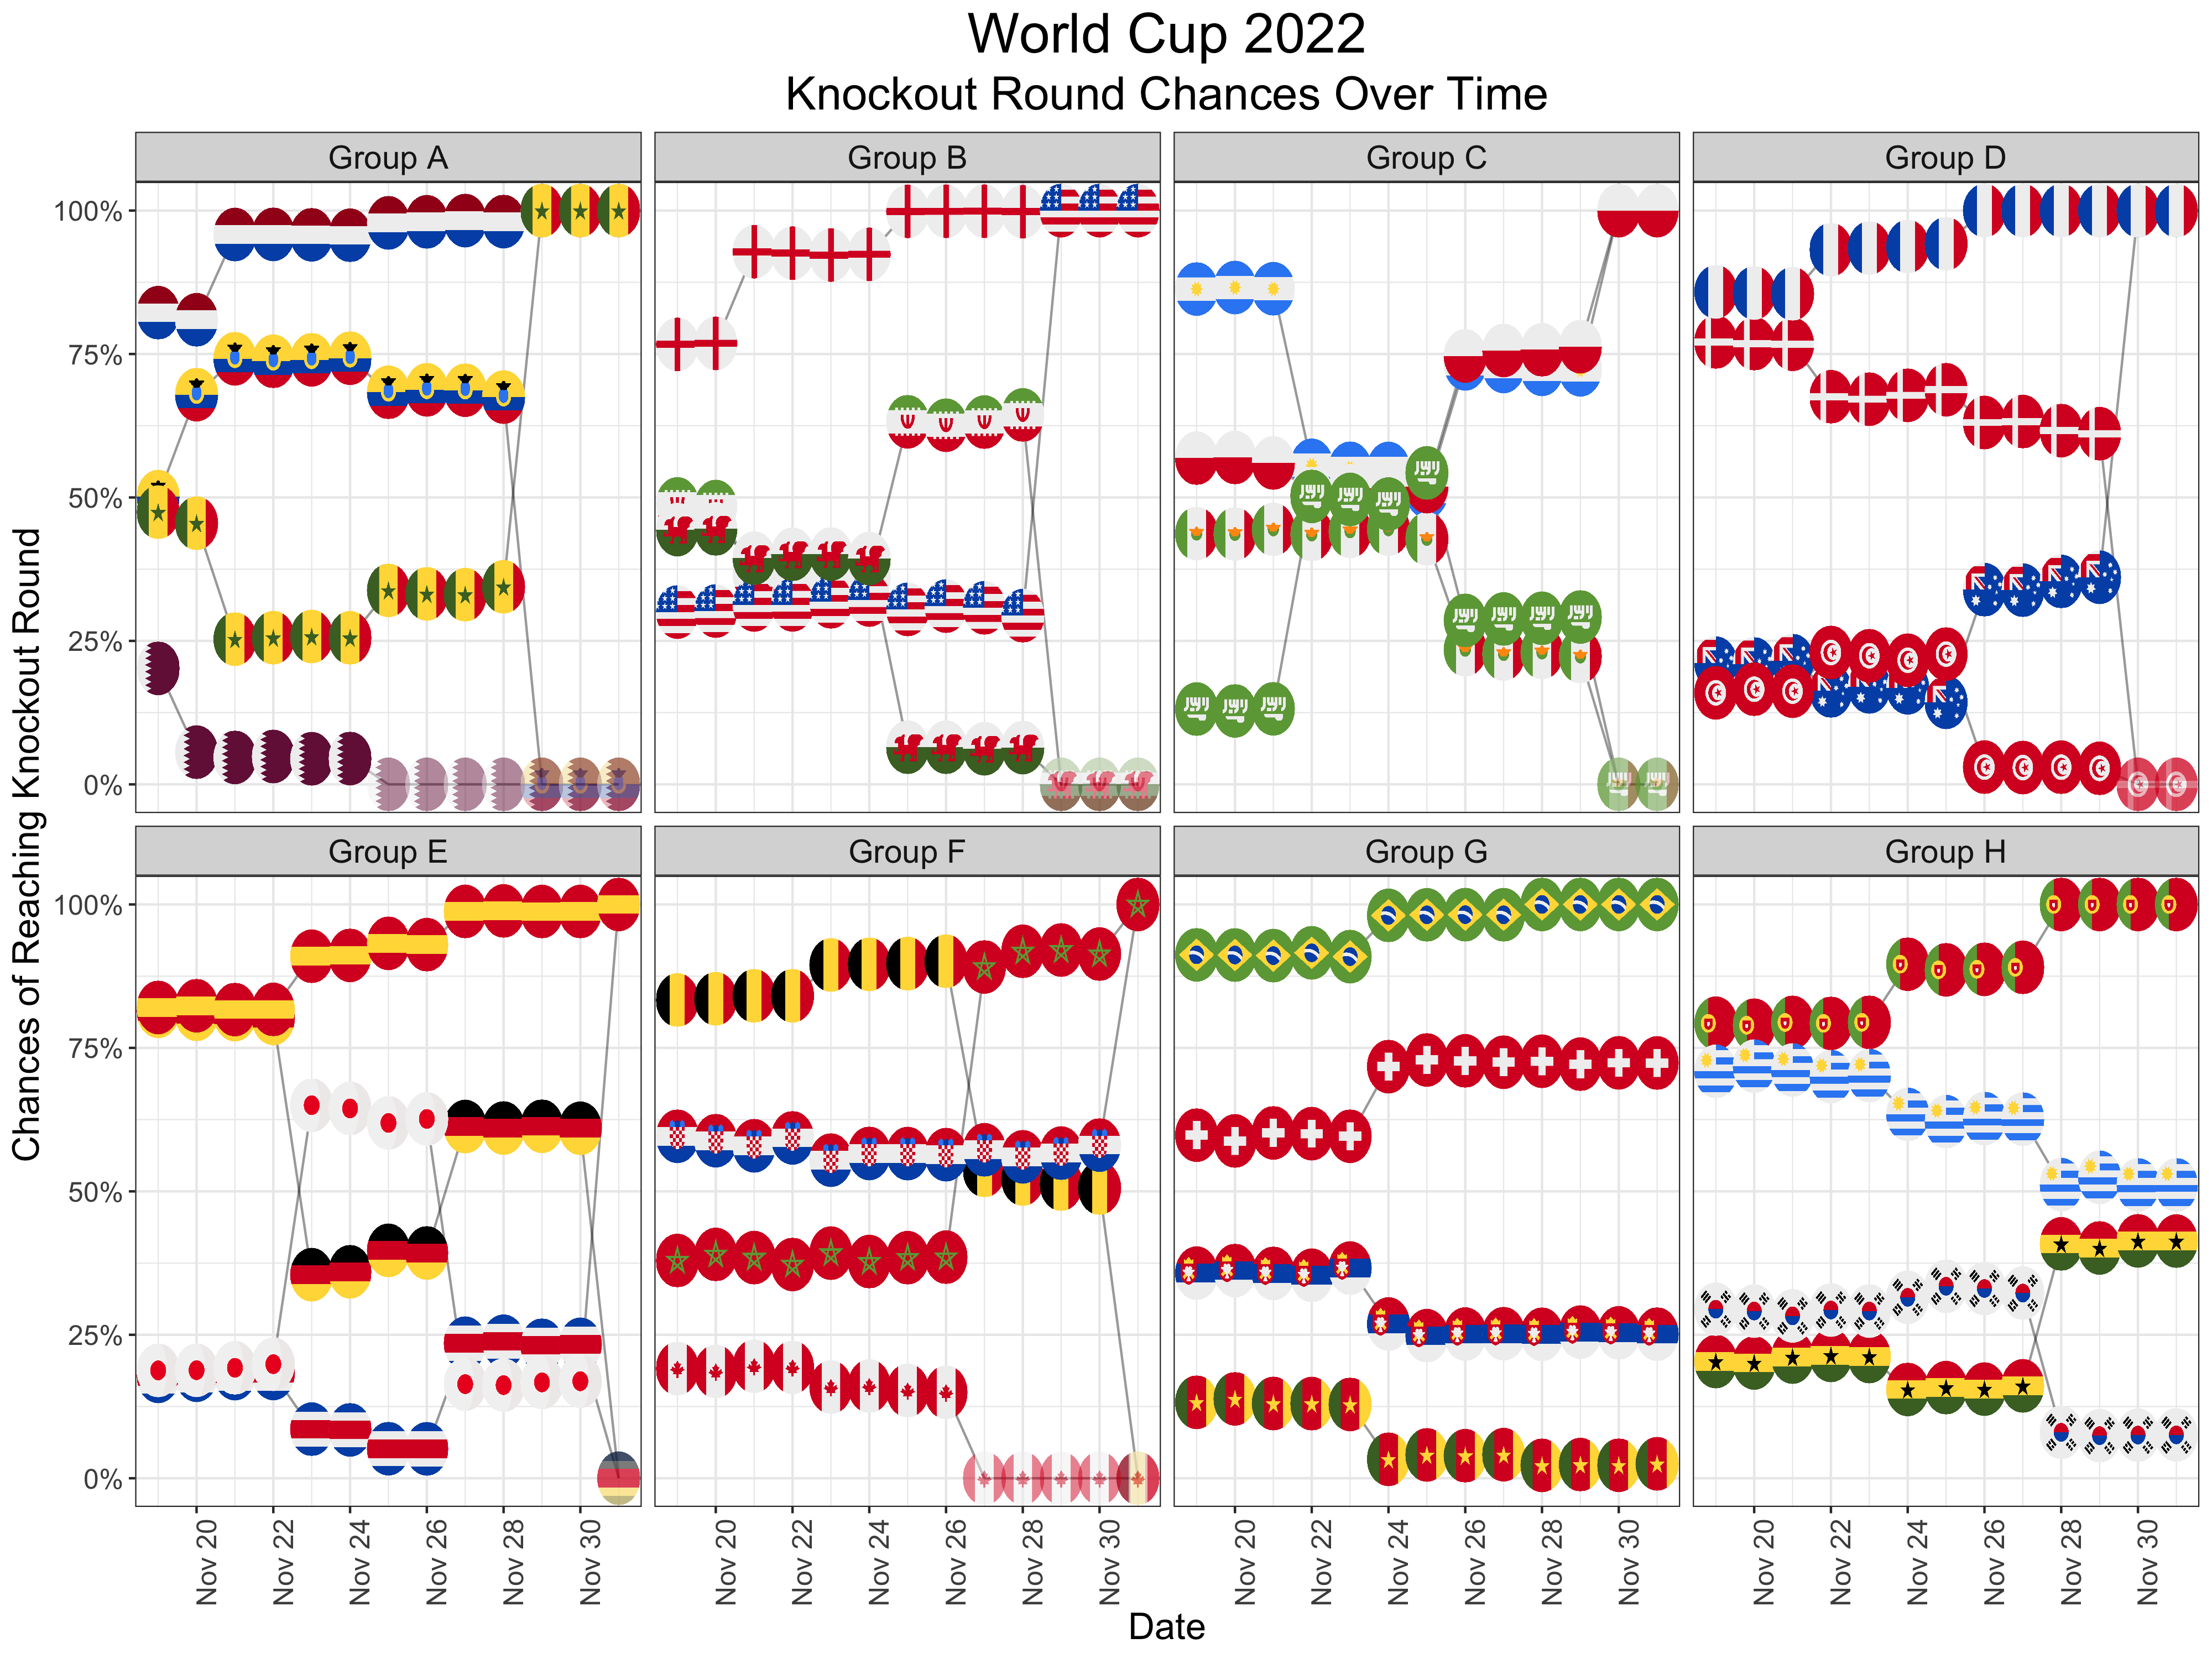 World Cup 2022
Knockout Round Chances Over Time
Chances of Reaching Knockout Round
Group A
Group B
Group C
Group D
100%
75%
50%
25%
0%
Group E
Group F
Group G
Group H
100%
75%
50%
25%
0%
Nov 20
Nov 22
Nov 24
Nov 26
Nov 28
Nov 30
Nov 20
Nov 22
Nov 24
Nov 26
Nov 28
Nov 30
Nov 20
Nov 22
Nov 24
Nov 26
Nov 28
Nov 30
Nov 20
Nov 22
Nov 24
Nov 26
Nov 28
Nov 30
Date